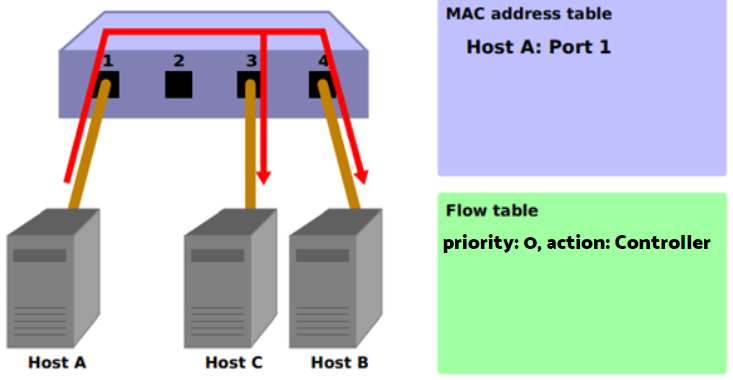 1 2 3 4
MAC address table
Host A: Port 1
Flow table
priority: 0, action: Controller
Host A Host C Host B